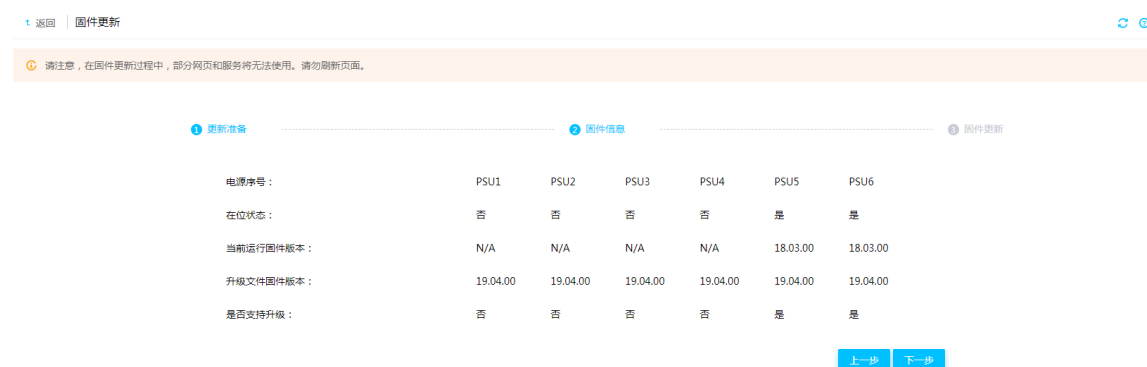 返回 固件更新
请注意，在固件更新过程中，部分网页和服务将无法使用。请勿刷新页面。
1 更新准备 2 固件信息 3 固件更新
电源序号： PSU1 PSU2 PSU3 PSU4 PSU5 PSU6
在位状态： 否 否 否 否 是 是
当前运行固件版本： N/A N/A N/A N/A 18.03.00 18.03.00
升级文件固件版本： 19.04.00 19.04.00 19.04.00 19.04.00 19.04.00 19.04.00
是否支持升级： 否 否 否 否 是 是
上一步 下一步